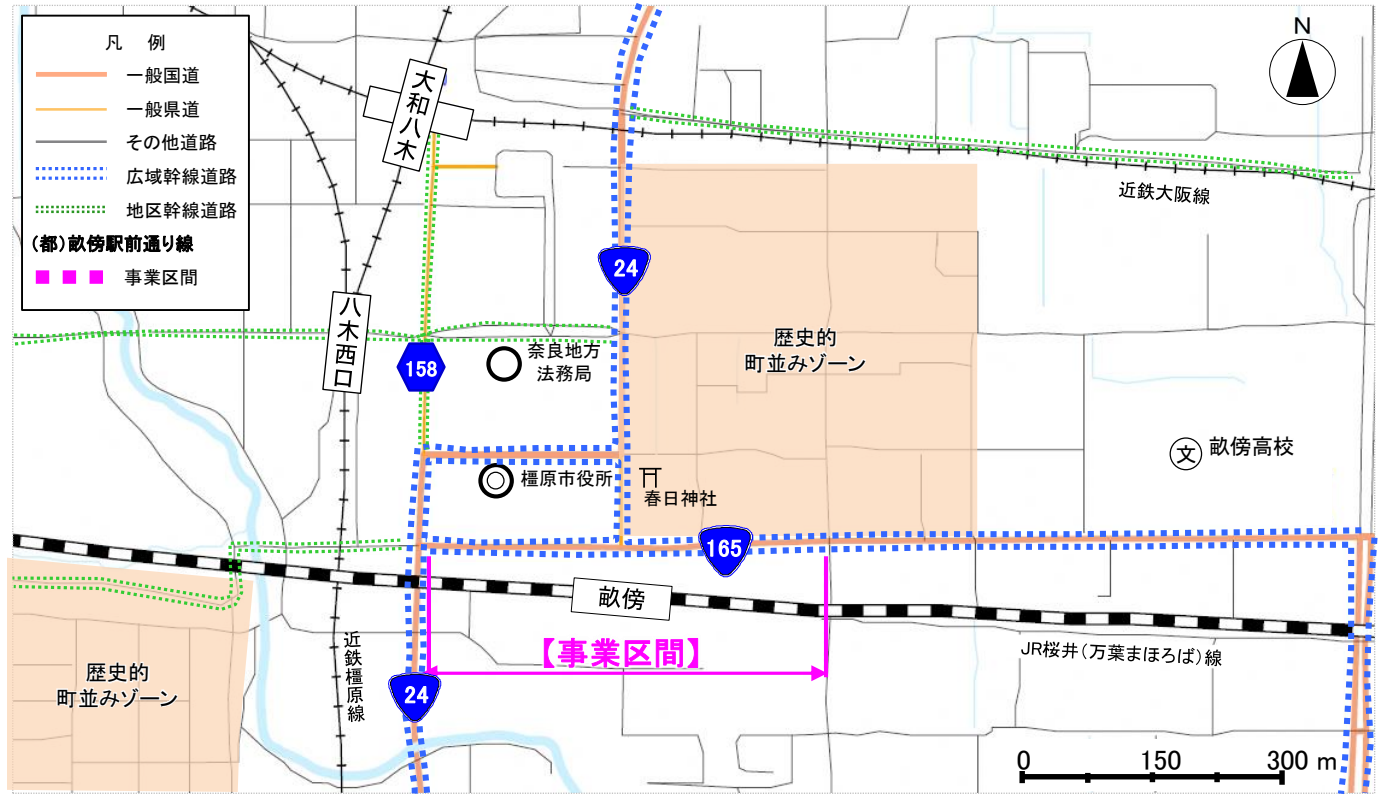 凡 例
一般国道
一般県道
その他道路
広域幹線道路
地区幹線道路
(都)畝傍駅前通り線
事業区間
N
大和八木
近鉄大阪線
24
八木西口
歴史的
町並みゾーン
158
奈良地方
法務局
畝傍高校
文
橿原市役所
春日神社
165
畝傍
【事業区間】
JR桜井(万葉まほろば)線
近鉄橿原線
歴史的
町並みゾーン
24
0 150 300 m